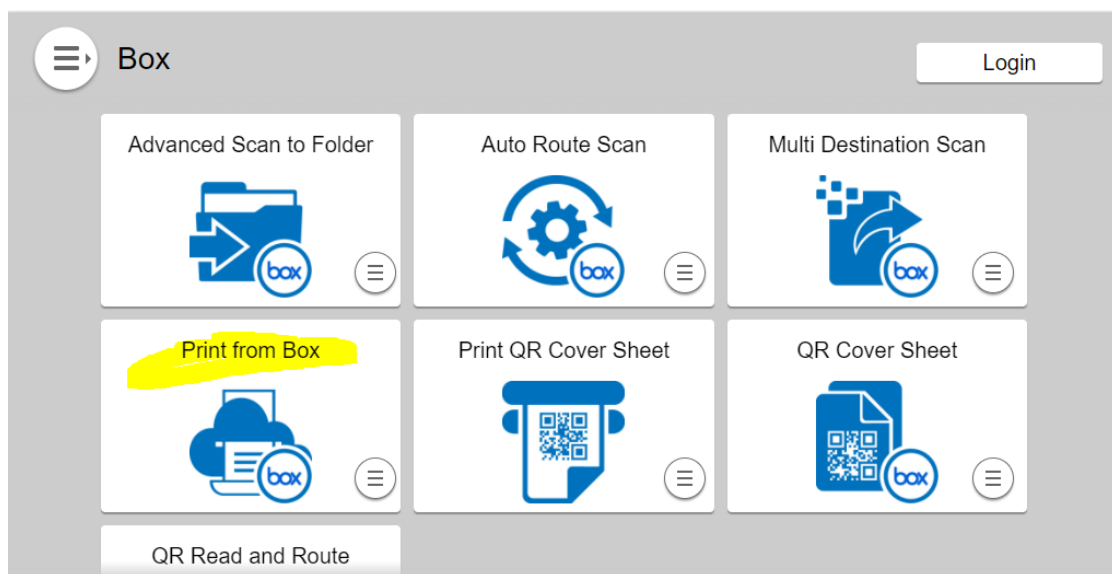 Box
Login
Advanced Scan to Folder
Auto Route Scan
Multi Destination Scan
box
box
box
Print from Box
Print QR Cover Sheet
QR Cover Sheet
box
box
QR Read and Route